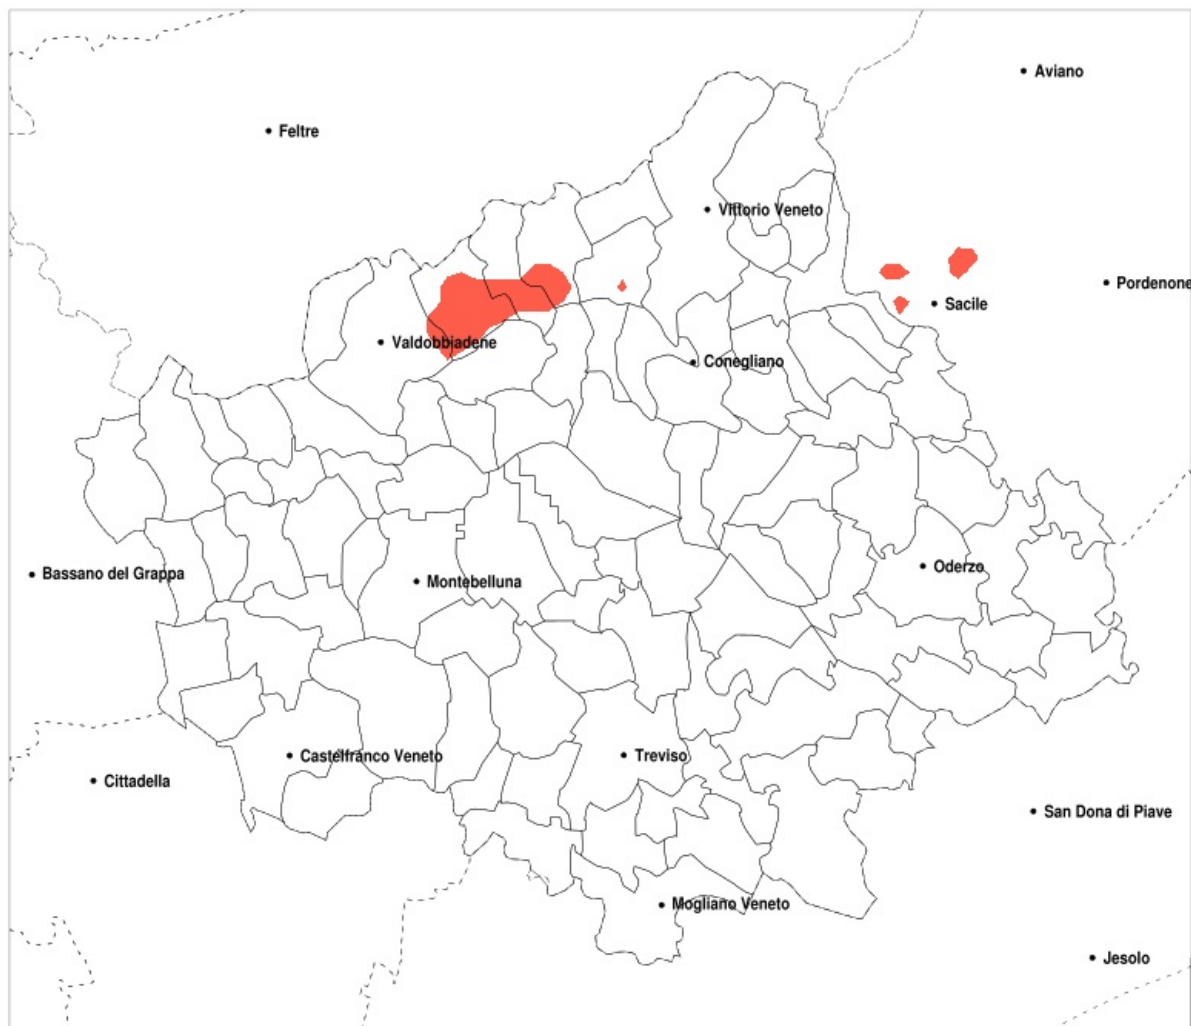 Aviano
Feltre
Vittorio Veneto
Pordenone
Sacile
Valdobbiadene
Conegliano
Bassano del Grappa
Oderzo
Montebelluna
Castelfranco Veneto
Treviso
Cittadella
San Dona di Piave
Mogliano Veneto
Jesolo